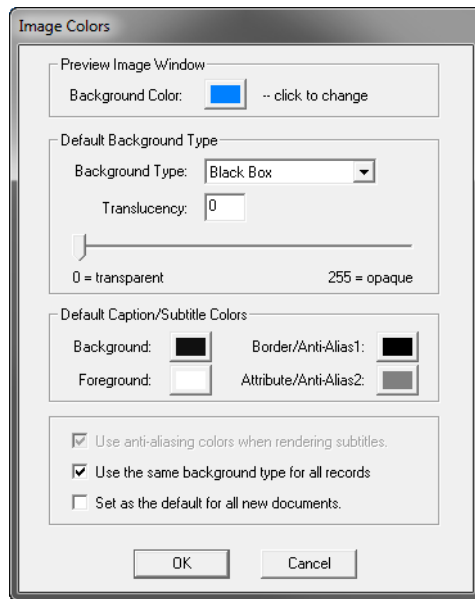 Image Colors
Preview Image Window
Background Color: -- click to change
Default Background Type
Background Type: Black Box
Translucency: 0
0 = transparent 255 = opaque
Default Caption/Subtitle Colors
Background: Border/Anti-Alias1:
Foreground: Attribute/Anti-Alias2:
Use anti-aliasing colors when rendering subtitles.
Use the same background type for all records
Set as the default for all new documents.
OK Cancel